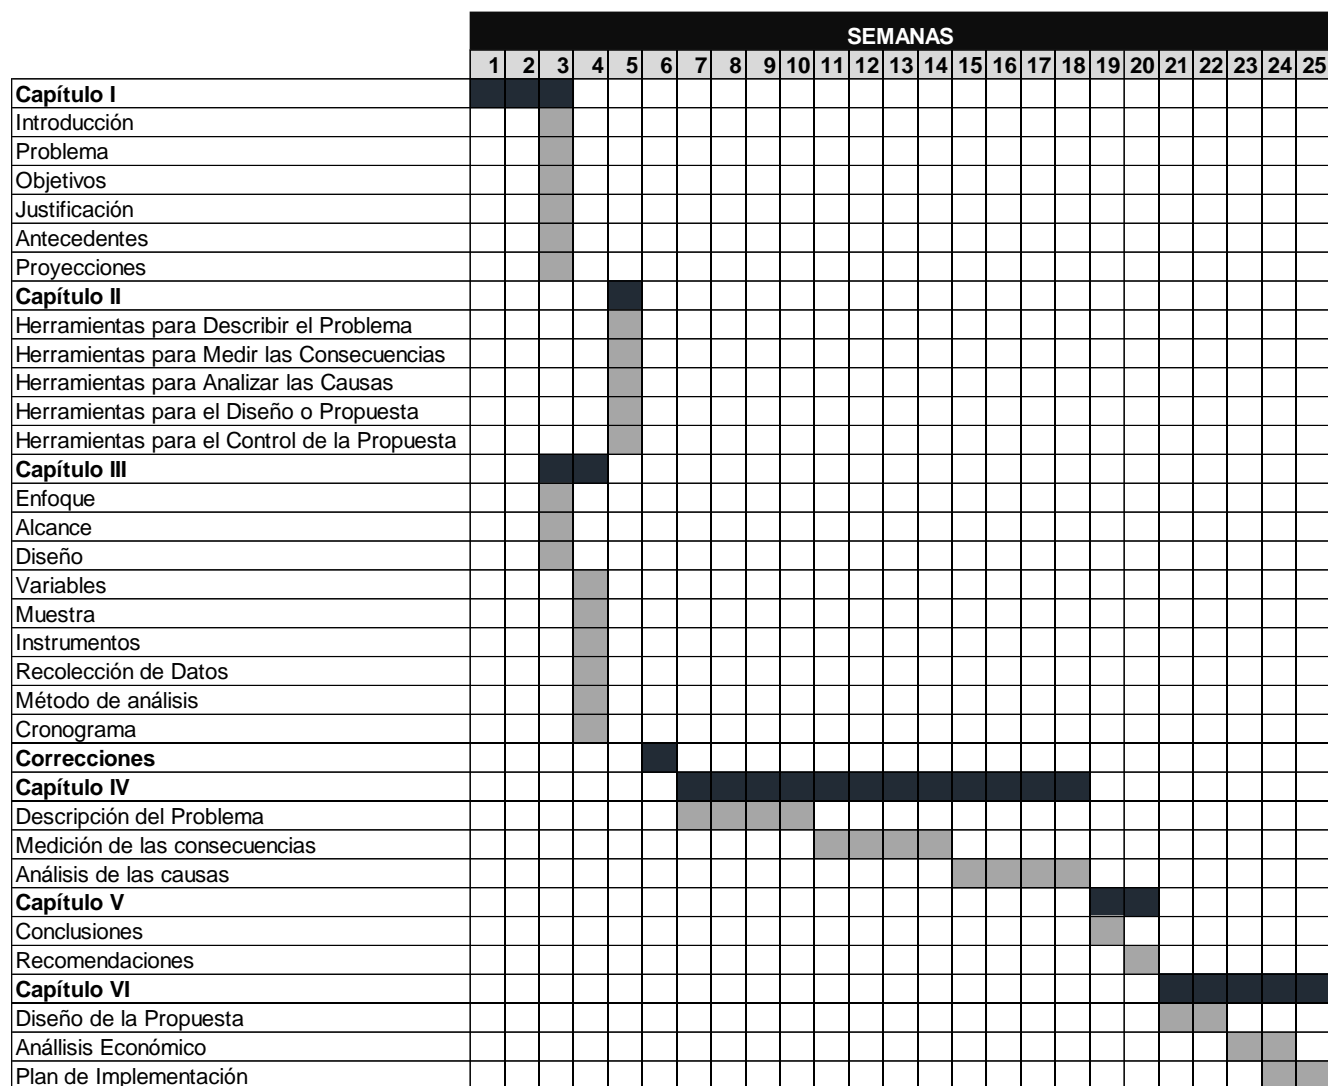 SEMANAS
1 2 3 4 5 6 7 8 9 10 11 12 13 14 15 16 17 18 19 20 21 22 23 24 25
Capítulo I
Introducción
Problema
Objetivos
Justificación
Antecedentes
Proyecciones
Capítulo II
Herramientas para Describir el Problema
Herramientas para Medir las Consecuencias
Herramientas para Analizar las Causas
Herramientas para el Diseño o Propuesta
Herramientas para el Control de la Propuesta
Capítulo III
Enfoque
Alcance
Diseño
Variables
Muestra
Instrumentos
Recolección de Datos
Método de análisis
Cronograma
Correcciones
Capítulo IV
Descripción del Problema
Medición de las consecuencias
Análisis de las causas
Capítulo V
Conclusiones
Recomendaciones
Capítulo VI
Diseño de la Propuesta
Anállisis Económico
Plan de Implementación